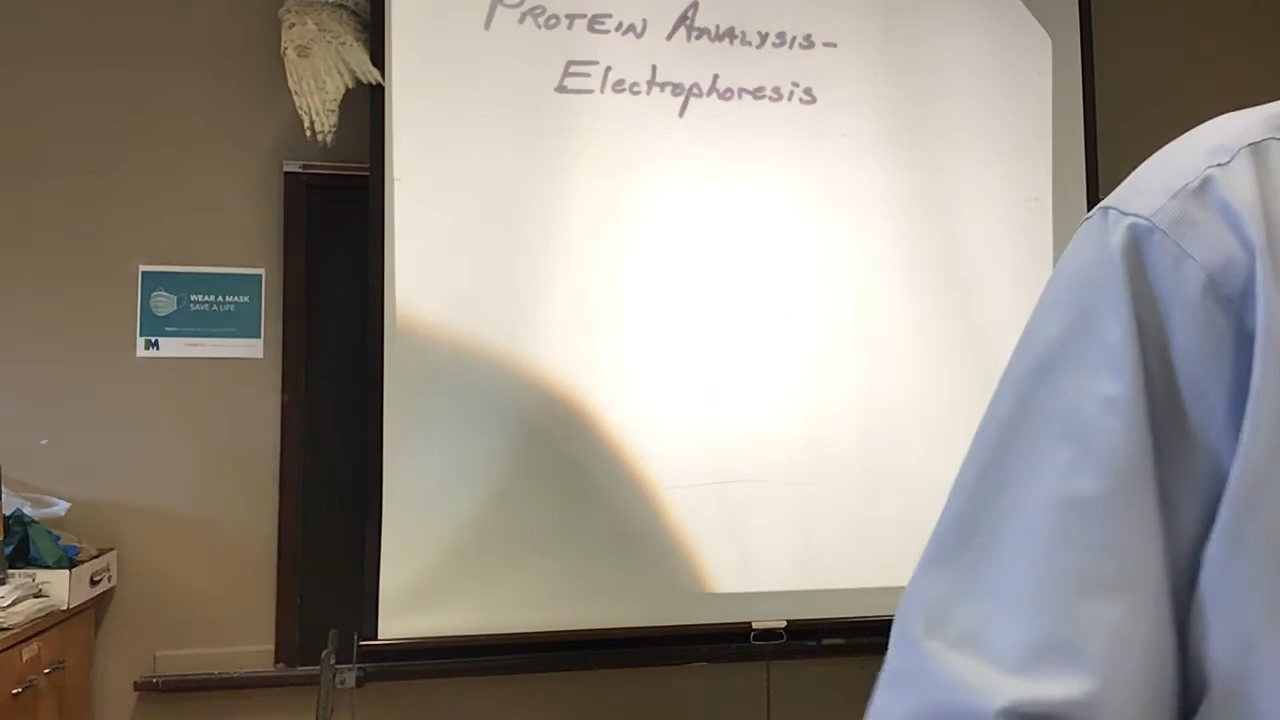 PROTEIN ANALYSIS-
Electrophoresis
WEAR A MASK
SAVE A LIFE